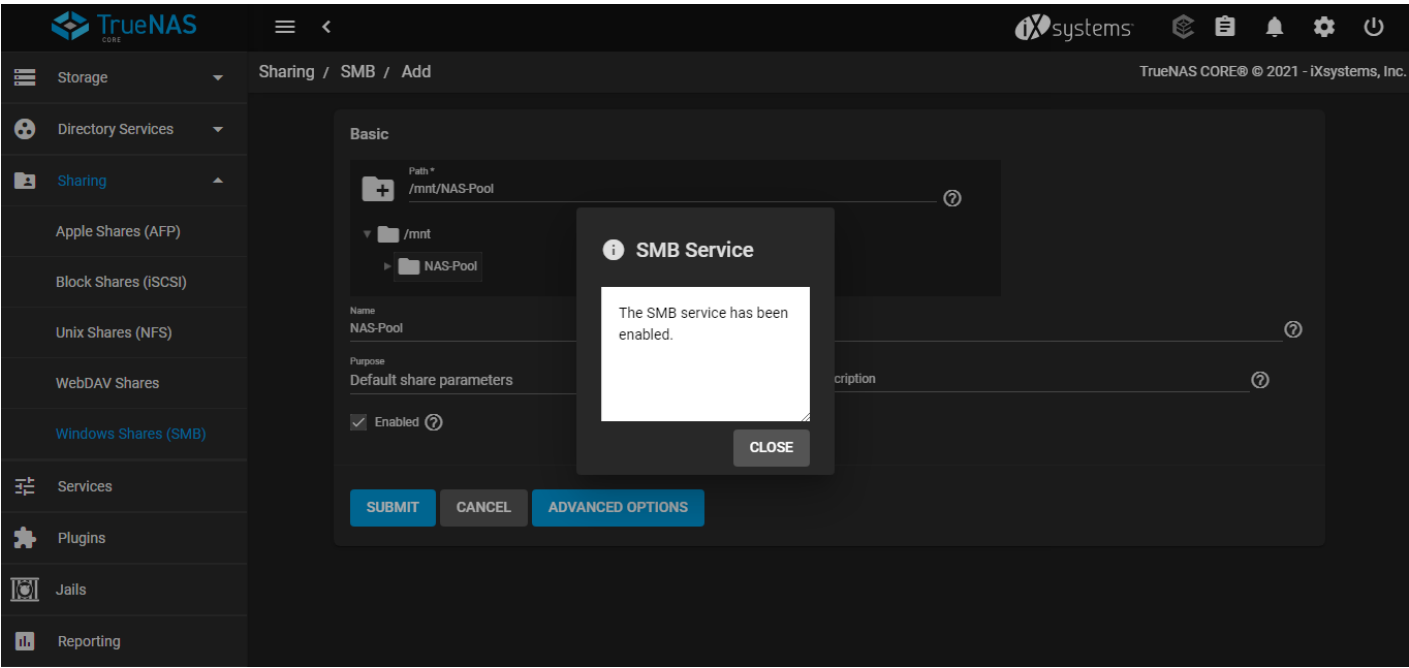 TrueNAS
CORE
iXsystems
Storage
Sharing / SMB / Add
TrueNAS CORE® © 2021 - iXsystems, Inc.
Directory Services
Sharing
Apple Shares (AFP)
Block Shares (iSCSI)
Unix Shares (NFS)
WebDAV Shares
Windows Shares (SMB)
Services
Plugins
Jails
Reporting
Basic
Path *
/mnt/NAS-Pool
/mnt
NAS-Pool
Name
NAS-Pool
Purpose
Default share parameters
cription
Enabled
SUBMIT CANCEL ADVANCED OPTIONS
SMB Service
The SMB service has been
enabled.
CLOSE